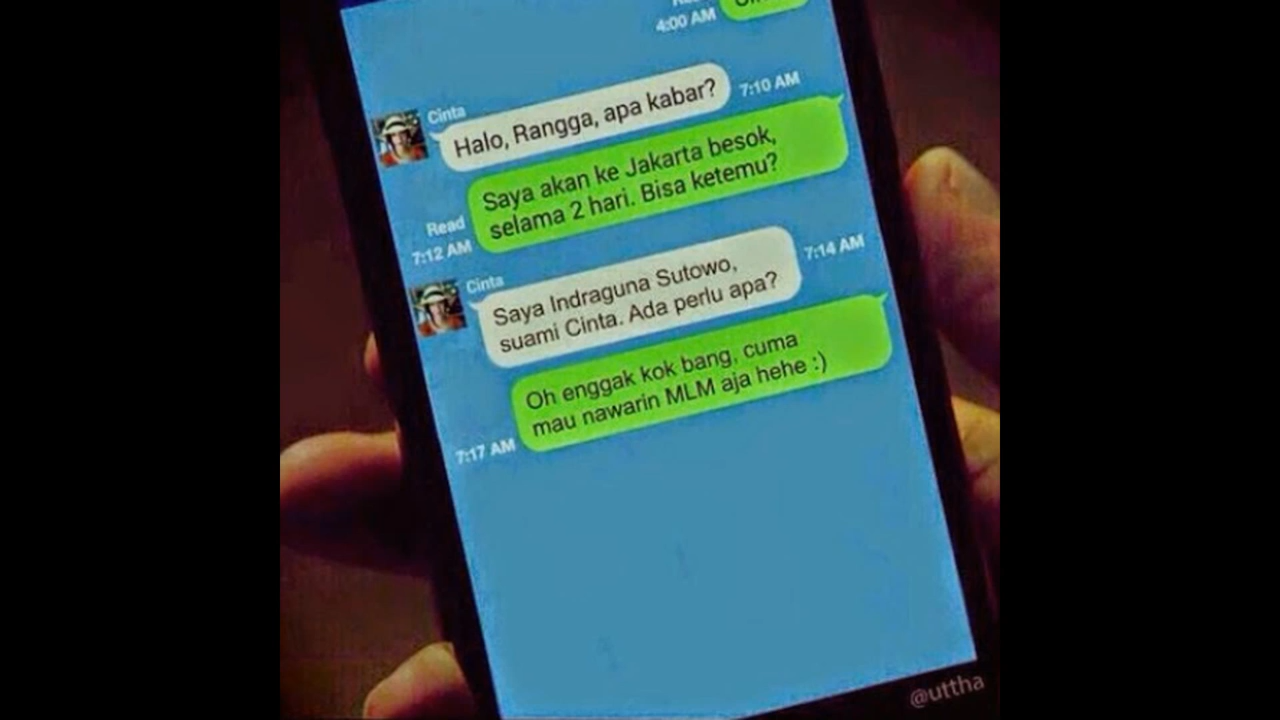 4:00 AM
Cinta
Halo, Rangga, apa kabar?
7:10 AM
Saya akan ke Jakarta besok,
selama 2 hari. Bisa ketemu?
Read
7:12 AM
Cinta
Saya Indraguna Sutowo,
suami Cinta. Ada perlu apa?
7:14 AM
Oh enggak kok bang, cuma
mau nawarin MLM aja hehe :)
7:17 AM
@uttha